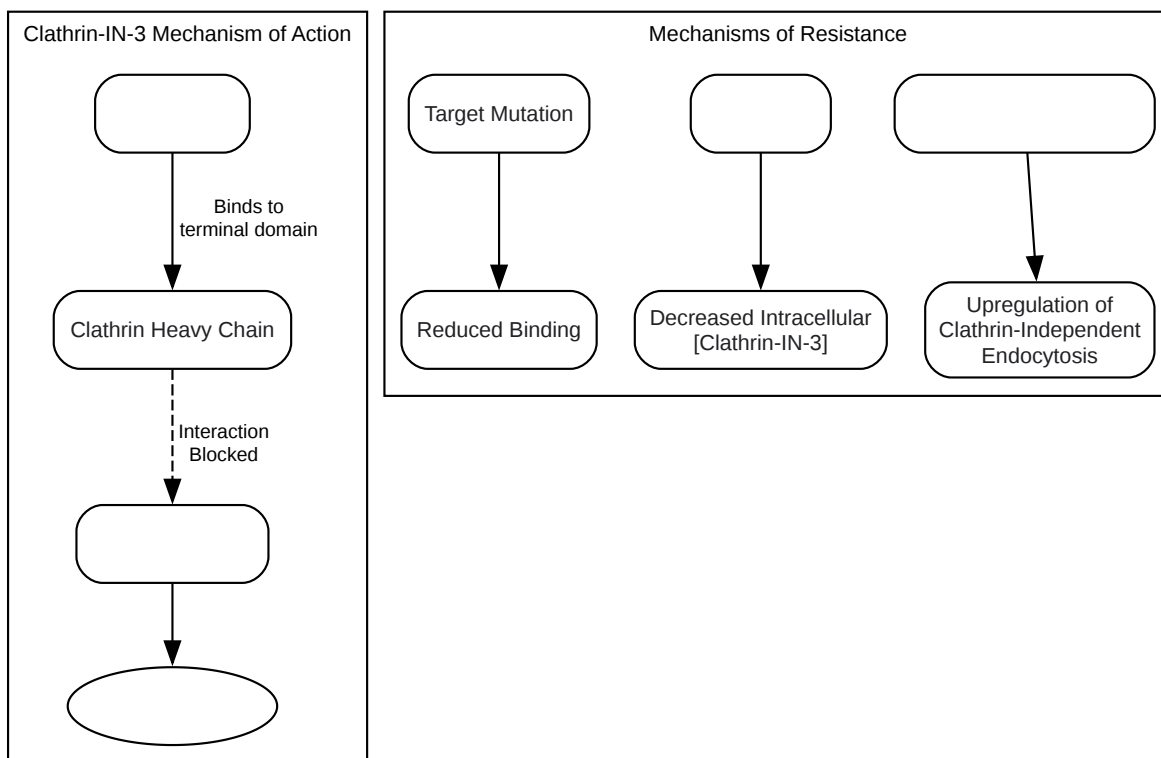 Clathrin-IN-3 Mechanism of Action
Binds to
terminal domain
Clathrin Heavy Chain
Interaction
Blocked
Mechanisms of Resistance
Target Mutation
Reduced Binding
Decreased Intracellular
[Clathrin-IN-3]
Upregulation of
Clathrin-Independent
Endocytosis